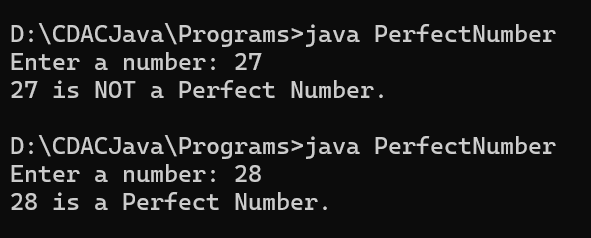 D:\CDACJava\Programs>java PerfectNumber
Enter a number: 27
27 is NOT a Perfect Number.
D:\CDACJava\Programs>java PerfectNumber
Enter a number: 28
28 is a Perfect Number.